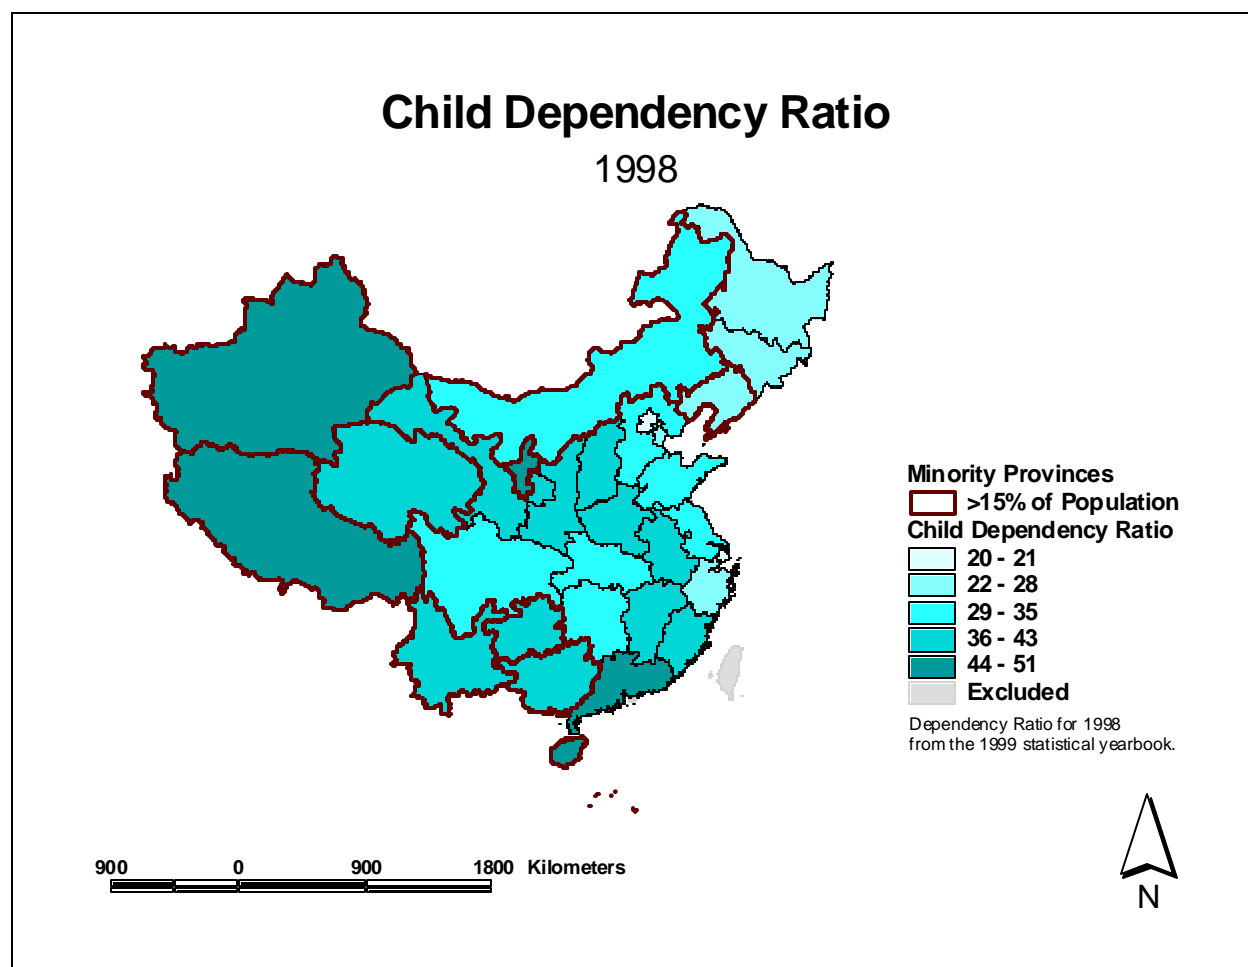 Child Dependency Ratio
1998
Minority Provinces
>15% of Population
Child Dependency Ratio
20 - 21
22 - 28
29 - 35
36 - 43
44 - 51
Excluded
Dependency Ratio for 1998
from the 1999 statistical yearbook.
900 0 900 1800 Kilometers
N